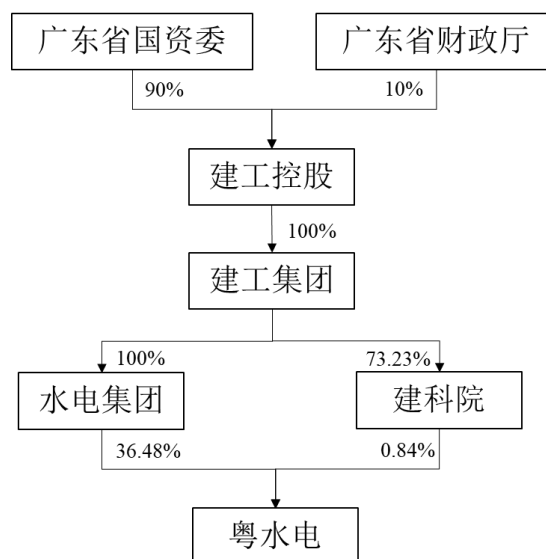 广东省国资委
广东省财政厅
90%
10%
建工控股
100%
建工集团
100%
73.23%
水电集团
建科院
36.48%
0.84%
粤水电